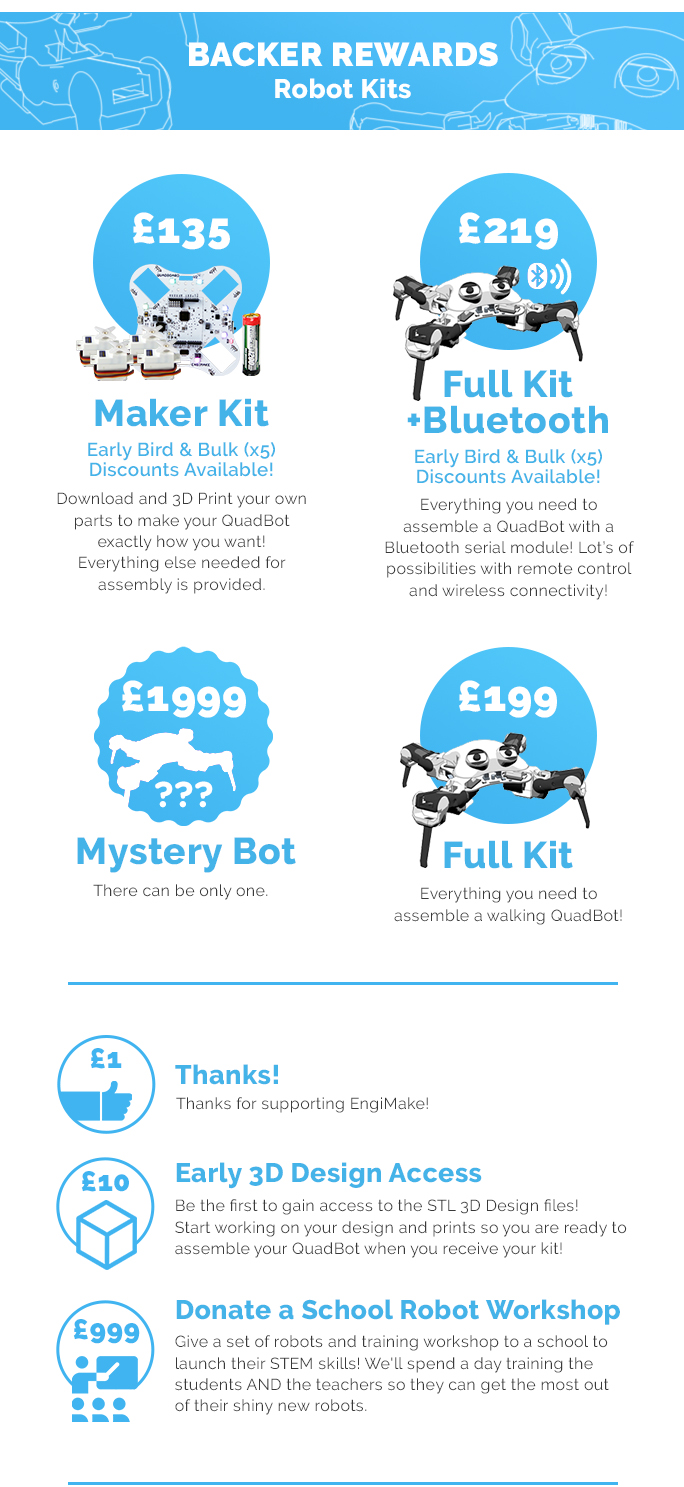 BACKER REWARDS
Robot Kits
£135
Maker Kit
Early Bird & Bulk (x5)
Discounts Available!
Download and 3D Print your own
parts to make your QuadBot
exactly how you want!
Everything else needed for
assembly is provided.
£219
Full Kit
+Bluetooth
Early Bird & Bulk (x5)
Discounts Available!
Everything you need to
assemble a QuadBot with a
Bluetooth serial module! Lot's of
possibilities with remote control
and wireless connectivity!
£1999
???
Mystery Bot
There can be only one.
£199
Full Kit
Everything you need to
assemble a walking QuadBot!
£1
Thanks!
Thanks for supporting EngiMake!
£10
Early 3D Design Access
Be the first to gain access to the STL 3D Design files!
Start working on your design and prints so you are ready to
assemble your QuadBot when you receive your kit!
£999
Donate a School Robot Workshop
Give a set of robots and training workshop to a school to
launch their STEM skills! We'll spend a day training the
students AND the teachers so they can get the most out
of their shiny new robots.